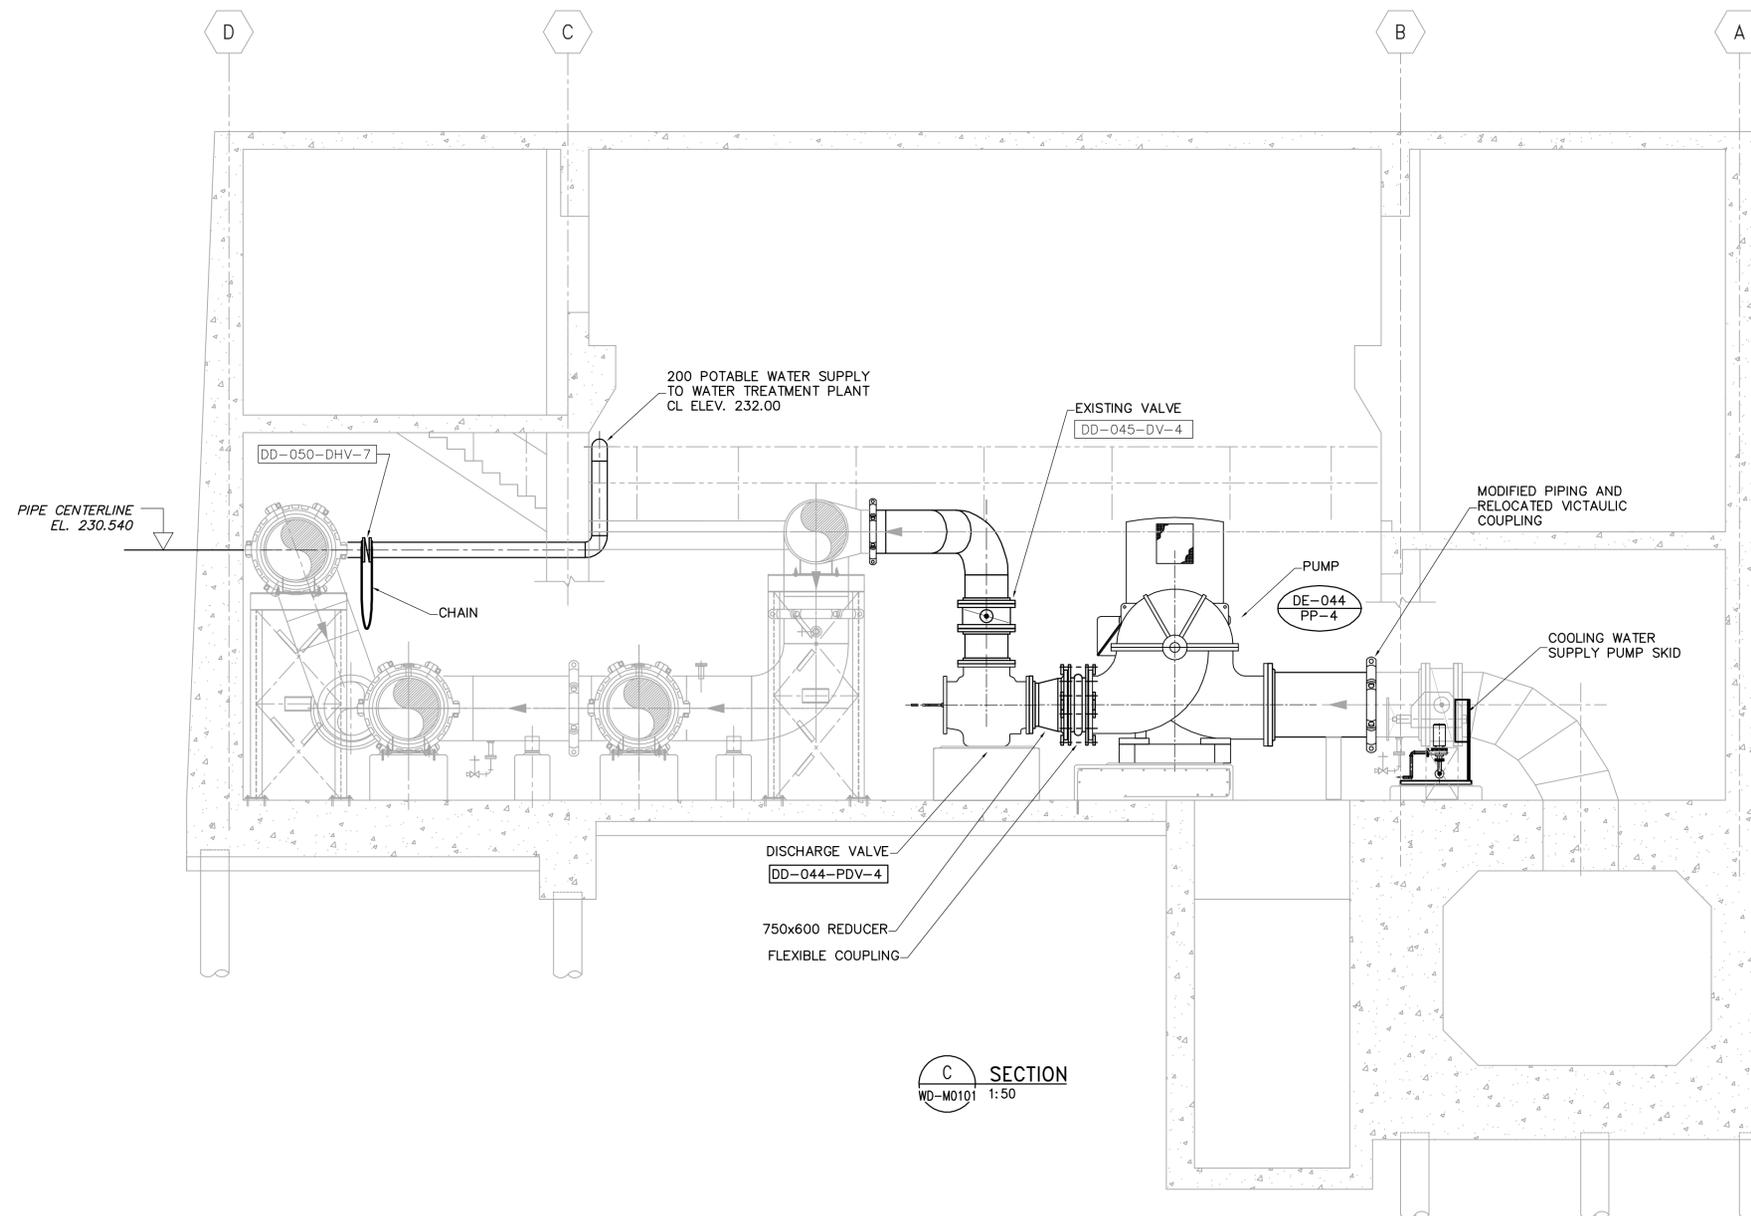 D
C
B
A
200 POTABLE WATER SUPPLY
TO WATER TREATMENT PLANT
CL ELEV. 232.00
EXISTING VALVE
DD-045-DV-4
DD-050-DHV-7
PIPE CENTERLINE
EL. 230.540
MODIFIED PIPING AND
RELOCATED VICTAULIC
COUPLING
PUMP
DE-044
PP-4
CHAIN
COOLING WATER
SUPPLY PUMP SKID
DISCHARGE VALVE
DD-044-PDV-4
750x600 REDUCER
FLEXIBLE COUPLING
C
WD-M0101
SECTION
1:50